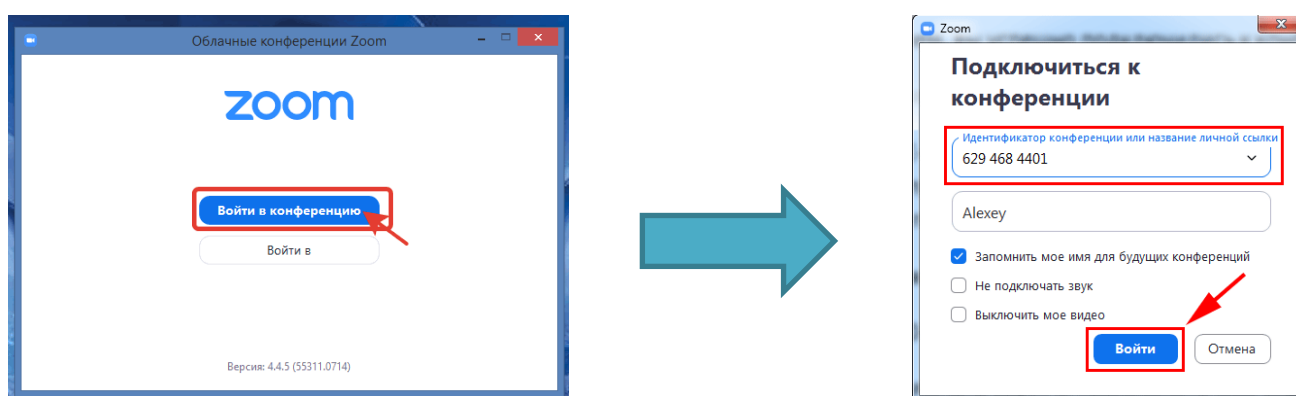 Облачные конференции Zoom
zoom
Войти в конференцию
Войти в
Версия: 4.4.5 (55311.0714)
Zoom
Подключиться к
конференции
Идентификатор конференции или название личной ссылки
629 468 4401
Alexey
Запомнить мое имя для будущих конференций
Не подключать звук
Выключить мое видео
Войти
Отмена